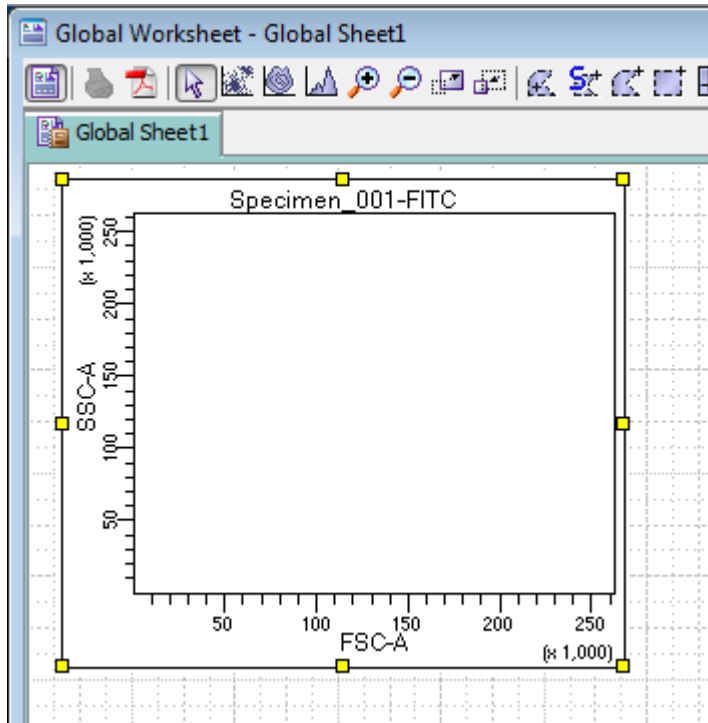 Global Worksheet - Global Sheet1
Global Sheet1
Specimen_001-FITC
(x 1,000)
250
200
150
100
50
SSC-A
50 100 150 200 250
FSC-A
(x 1,000)